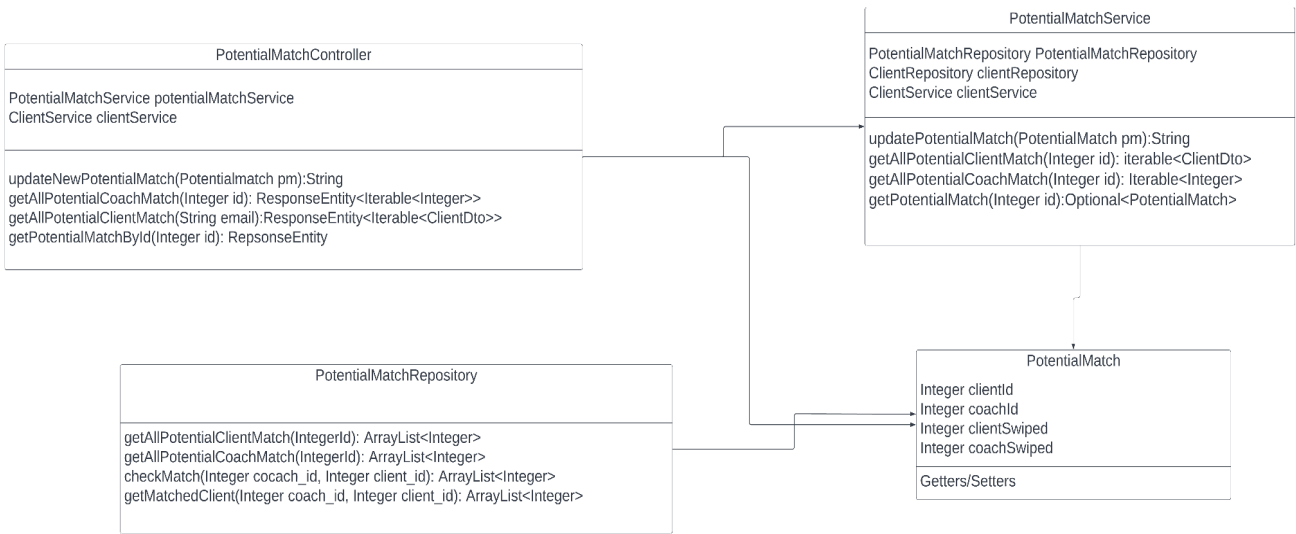 PotentialMatchController
PotentialMatchService potentialMatchService
ClientService clientService
updateNewPotentialMatch(Potentialmatch pm):String
getAllPotentialCoachMatch(Integer id): ResponseEntity<Iterable<Integer>>
getAllPotentialClientMatch(String email):ResponseEntity<Iterable<ClientDto>>
getPotentialMatchById(Integer id): RepsonseEntity
PotentialMatchService
PotentialMatchRepository PotentialMatchRepository
ClientRepository clientRepository
ClientService clientService
updatePotentialMatch(PotentialMatch pm):String
getAllPotentialClientMatch(Integer id): iterable<ClientDto>
getAllPotentialCoachMatch(Integer id): Iterable<Integer>
getPotentialMatch(Integer id):Optional<PotentialMatch>
PotentialMatchRepository
getAllPotentialClientMatch(IntegerId): ArrayList<Integer>
getAllPotentialCoachMatch(IntegerId): ArrayList<Integer>
checkMatch(Integer cocach_id, Integer client_id): ArrayList<Integer>
getMatchedClient(Integer coach_id, Integer client_id): ArrayList<Integer>
PotentialMatch
Integer clientId
Integer coachId
Integer clientSwiped
Integer coachSwiped
Getters/Setters